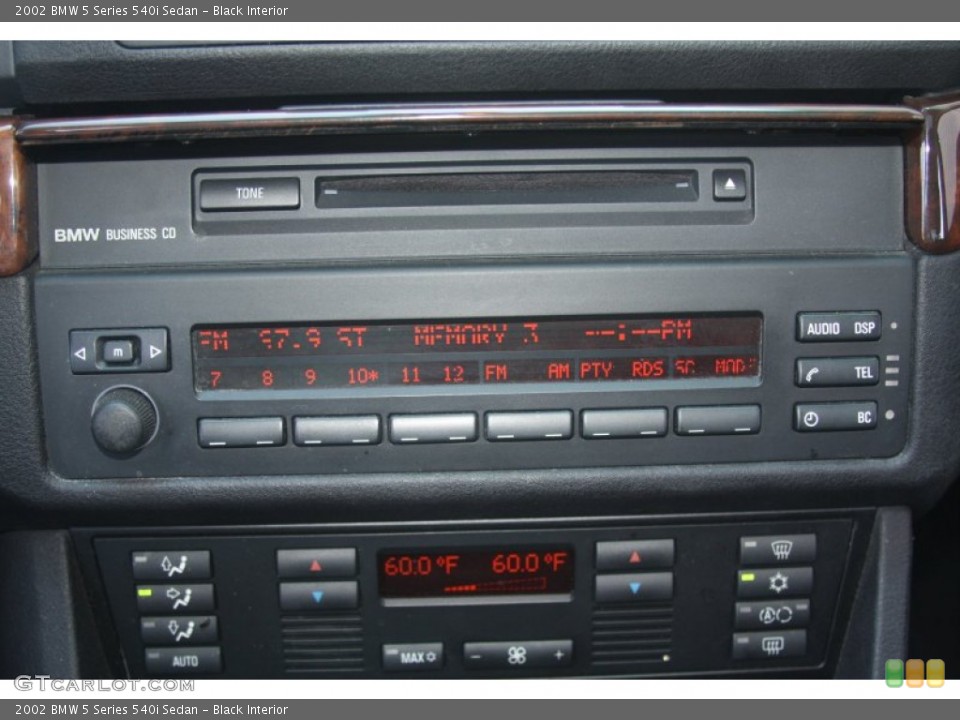 2002 BMW 5 Series 540i Sedan - Black Interior
TONE
BMW BUSINESS CD
FM 97.9 ST MEMORY 3 --:--PM
m
7 8 9 10* 11 12 FM AM PTY RDS SC MODE
AUDIO DSP
TEL
BC
60.0 °F 60.0 °F
AUTO
MAX
- +
A
GTCARLOT.COM
2002 BMW 5 Series 540i Sedan - Black Interior